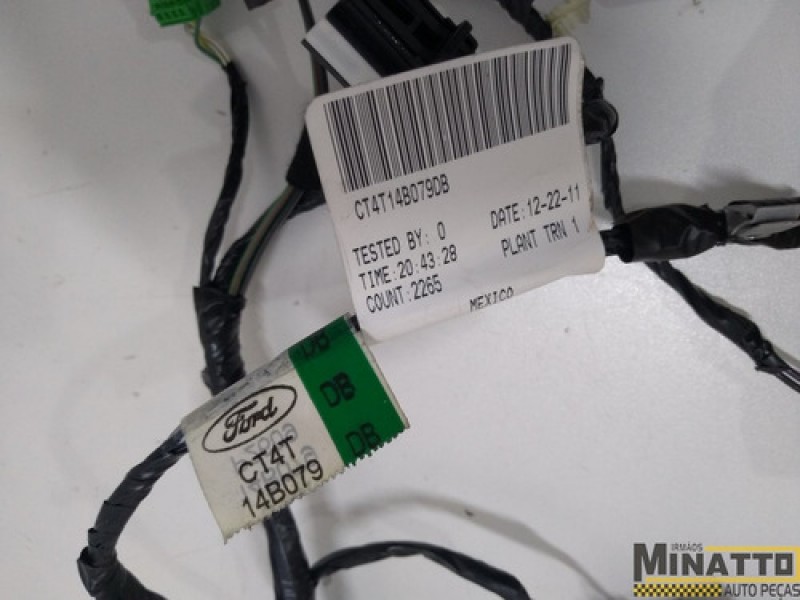 CT4T14B079DB
TESTED BY: 0 DATE:12-22-11
TIME:20:43:28 PLANT TRN 1
COUNT:2265
MEXICO
DB
DB
DB
Ford
CT4T
14B079
IRMÃOS
MINATTO
AUTO PEÇAS